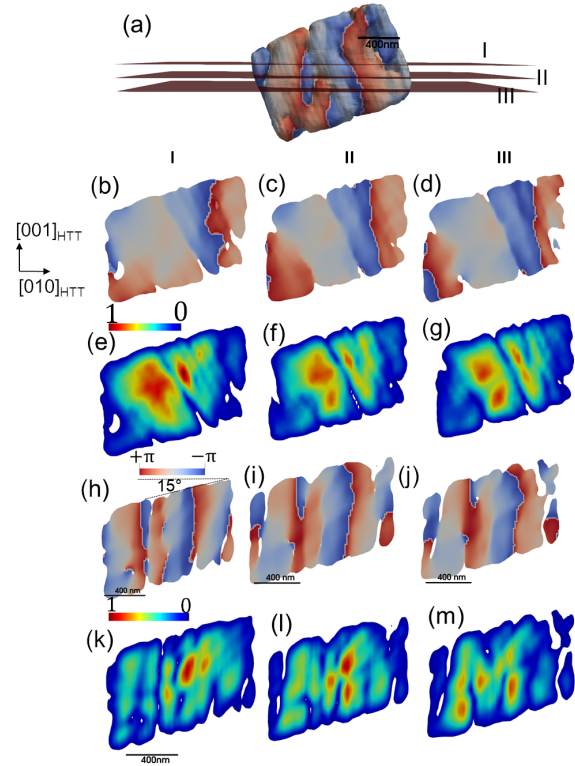 (a)
400nm
I
II
III
I II III
(b) (c) (d)
[001]HTT
[010]HTT
1 0
(e) (f) (g)
+π −π
(h) 15° (i) (j)
400 nm 400 nm 400 nm
1 0
(k) (l) (m)
400nm